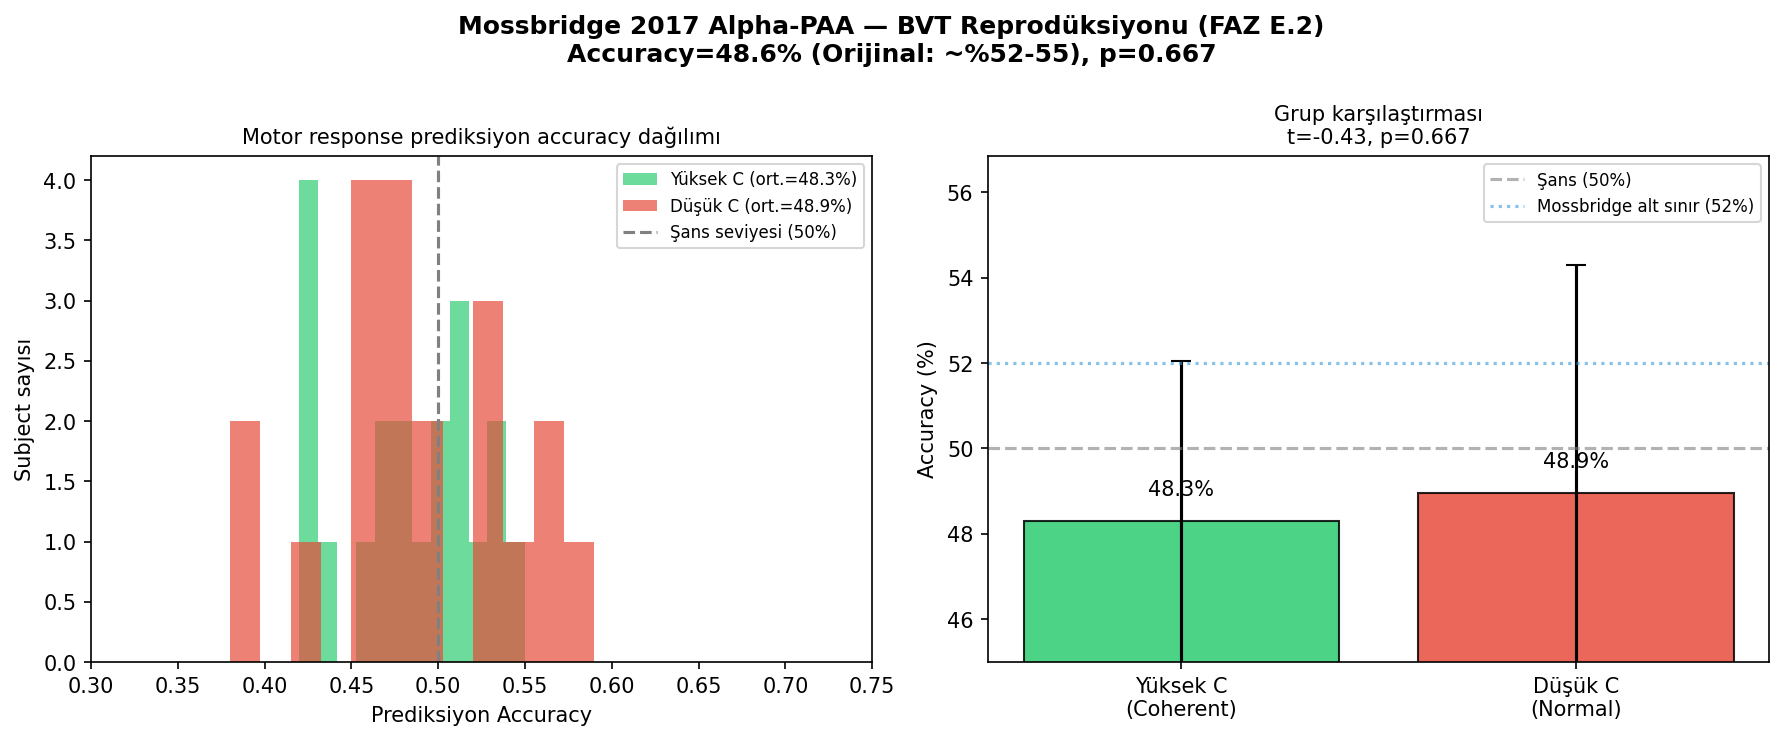 Mossbridge 2017 Alpha-PAA — BVT Reprodüksiyonu (FAZ E.2)
Accuracy=48.6% (Orijinal: ~%52-55), p=0.667
Motor response prediksiyon accuracy dağılımı
Yüksek C (ort.=48.3%)
Düşük C (ort.=48.9%)
Şans seviyesi (50%)
4.0
3.5
3.0
2.5
2.0
1.5
1.0
0.5
0.0
Subject sayısı
0.30 0.35 0.40 0.45 0.50 0.55 0.60 0.65 0.70 0.75
Prediksiyon Accuracy
Grup karşılaştırması
t=-0.43, p=0.667
Şans (50%)
Mossbridge alt sınır (52%)
56
54
52
50
48
46
Accuracy (%)
48.3%
48.9%
Yüksek C
(Coherent)
Düşük C
(Normal)